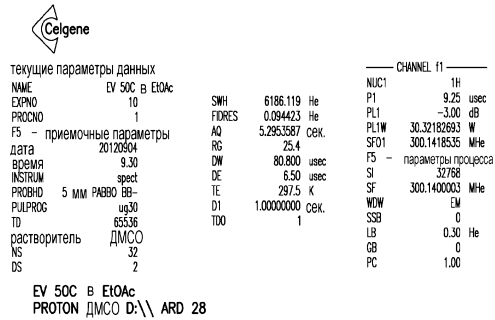 Celgene
текущие параметры данных
NAME EV 50C в EtOAc
EXPNO 10
PROCNO 1
F5 – приемочные параметры
дата 20120904
время 9.30
INSTRUM spect
PROBHD 5 мм PABBO BB-
PULPROG ug30
TD 65536
растворитель ДМСО
NS 32
DS 2
SWH 6186.119 Не
FIDRES 0.094423 Не
AQ 5.2953587 сек.
RG 25.4
DW 80.800 usec
DE 6.50 usec
TE 297.5 K
D1 1.00000000 сек.
TD0 1
CHANNEL f1
NUC1 1H
P1 9.25 usec
PL1 -3.00 dB
PL1W 30.32182693 W
SFO1 300.1418535 MHe
F5 – параметры процесса
SI 32768
SF 300.1400003 MHe
WDW EM
SSB 0
LB 0.30 Не
GB 0
PC 1.00
EV 50C в EtOAc
PROTON ДМСО D:\\ ARD 28